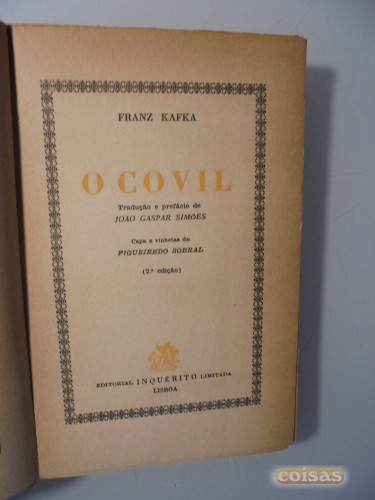 FRANZ KAFKA
O COVIL
Tradução e prefácio de
JOAO GASPAR SIMÕES
Capa e vinhetas de
FIGUEIREDO SOBRAL
(2.ª edição)
EDITORIAL INQUÉRITO LIMITADA
LISBOA
coisas